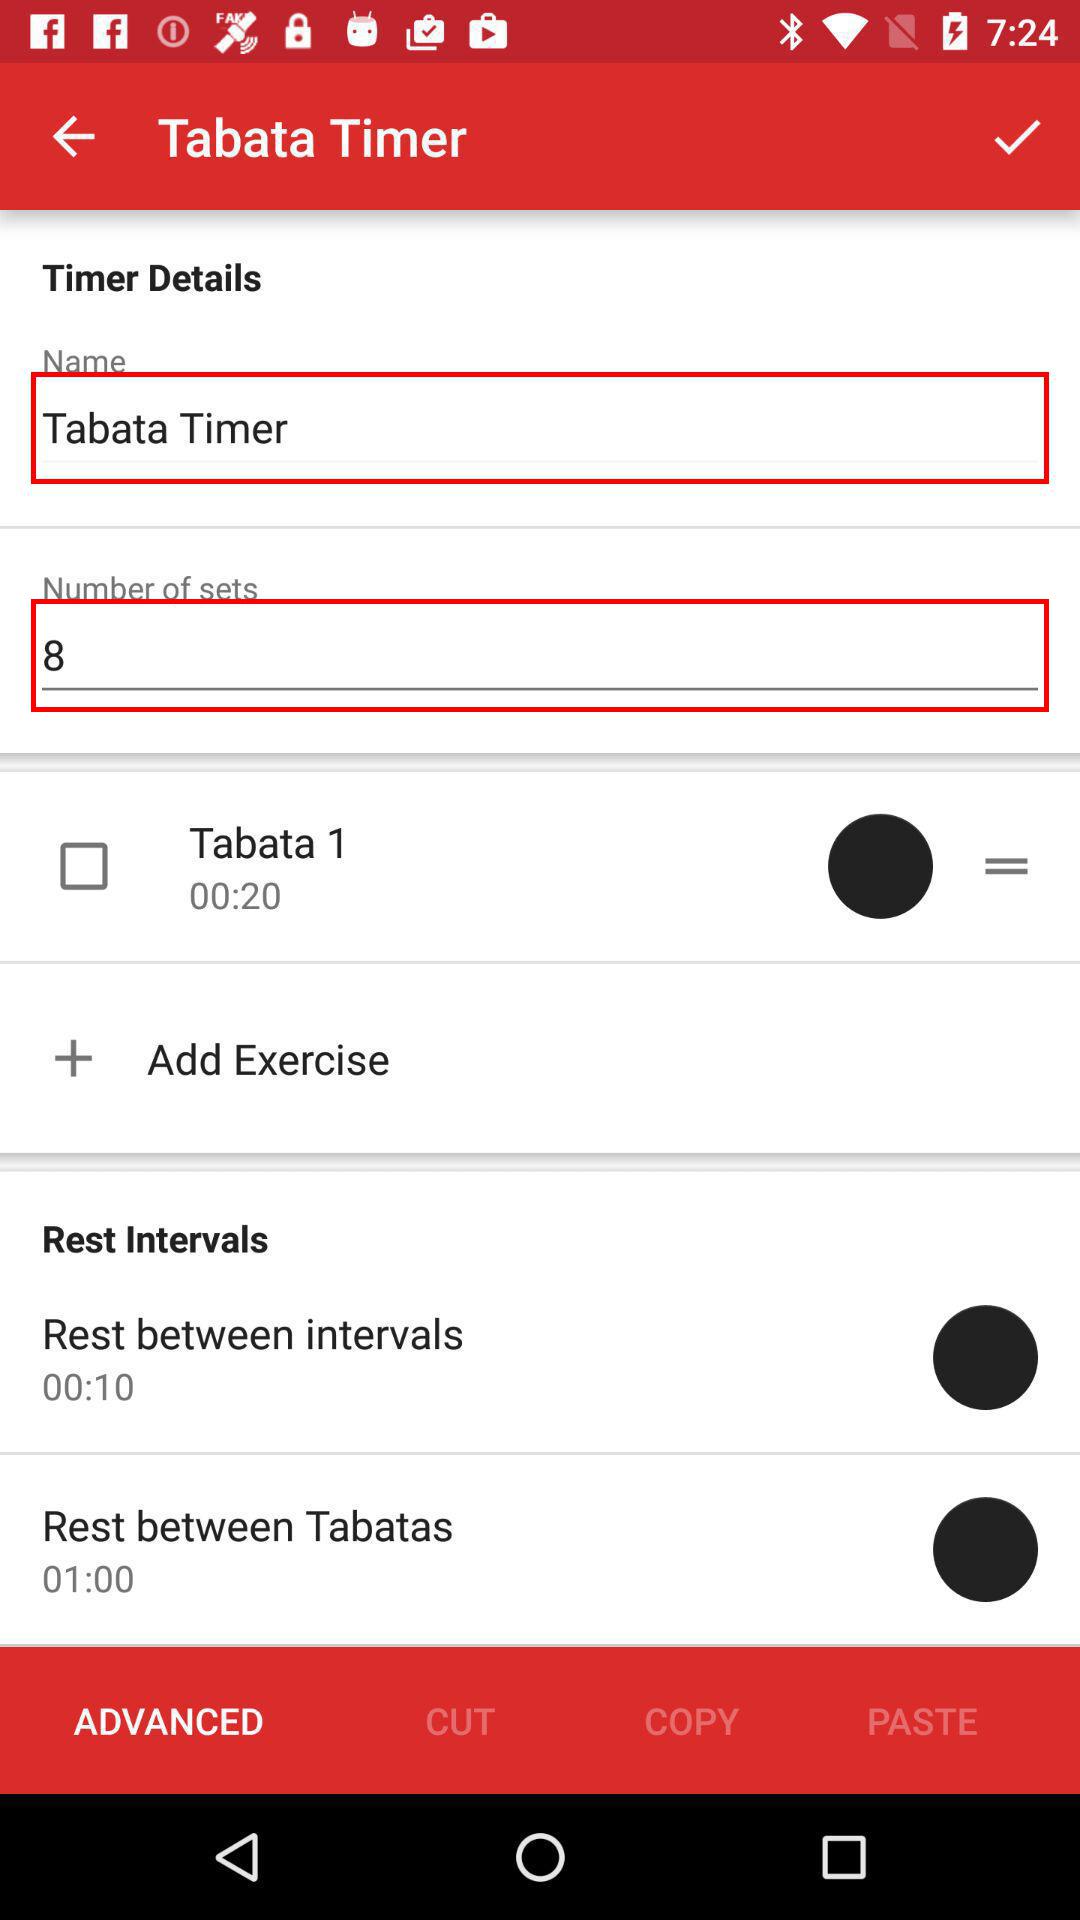 FAKE
7:24
Tabata Timer
Timer Details
Name
Tabata Timer
Number of sets
8
Tabata 1
00:20
Add Exercise
Rest Intervals
Rest between intervals
00:10
Rest between Tabatas
01:00
ADVANCED CUT COPY PASTE